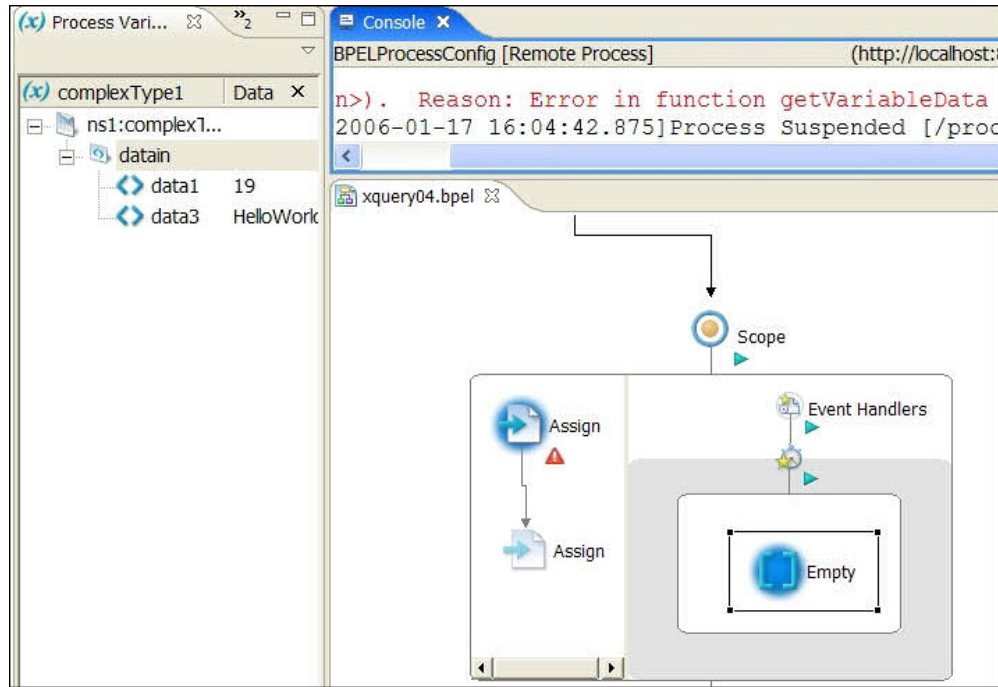 (x) Process Vari... »2
(x) complexType1 Data
ns1:complexT...
datain
data1 19
data3 HelloWorld
Console
BPELProcessConfig [Remote Process] (http://localhost:8
n>). Reason: Error in function getVariableData
2006-01-17 16:04:42.875]Process Suspended [/proc
xquery04.bpel
Scope
Assign
Event Handlers
Assign
Empty